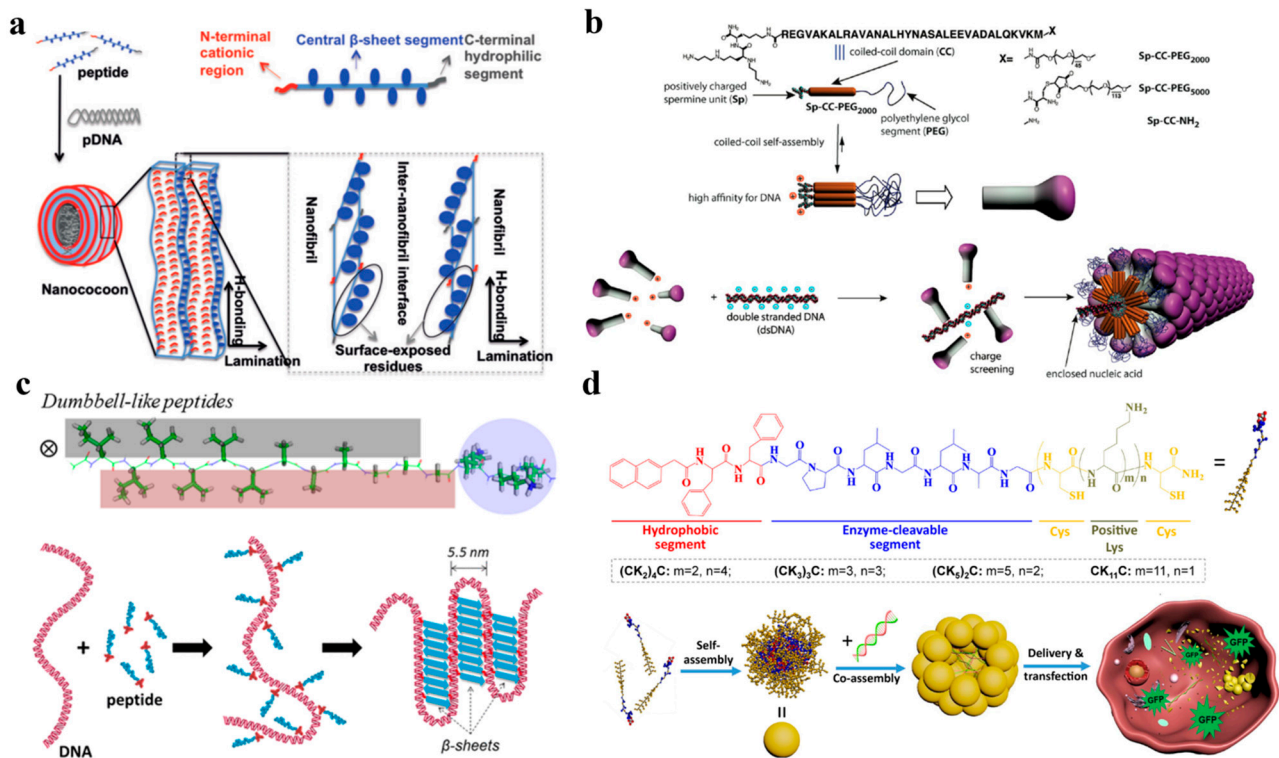 a
peptide
pDNA
Nanococoon
N-terminal
cationic
region
Central β-sheet segment
C-terminal
hydrophilic
segment
H-bonding
Lamination
Nanofibril
Inter-nanofibril interface
Nanofibril
H-bonding
Surface-exposed
residues
Lamination
b
REGVAKALRAVANALHYNASALEEVADALQKVKM
X
coiled-coil domain (CC)
X=
Sp-CC-PEG2000
Sp-CC-PEG5000
Sp-CC-NH2
positively charged
spermine unit (Sp)
Sp-CC-PEG2000
polyethylene glycol
segment (PEG)
coiled-coil self-assembly
high affinity for DNA
+
double stranded DNA
(dsDNA)
charge
screening
enclosed nucleic acid
c
Dumbbell-like peptides
5.5 nm
+
peptide
DNA
β-sheets
d
Hydrophobic
segment
Enzyme-cleavable
segment
Cys
Positive
Lys
Cys
(CK2)4C: m=2, n=4;
(CK3)3C: m=3, n=3;
(CK5)2C: m=5, n=2;
CK11C: m=11, n=1
Self-
assembly
+
Co-assembly
Delivery &
transfection
GFP
GFP
GFP
GFP